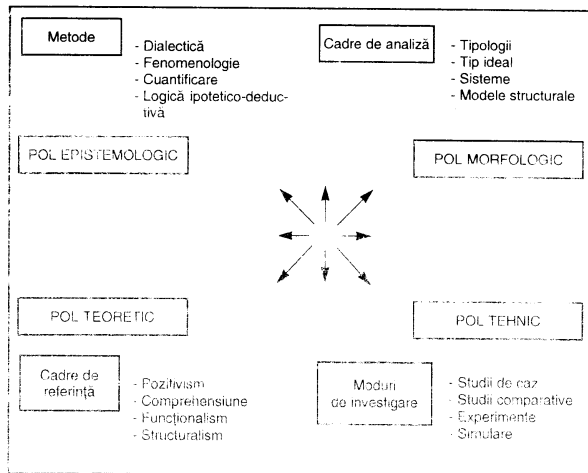 Metode
- Dialectică
- Fenomenologie
- Cuantificare
- Logică ipotetico-deduc-
tivă
Cadre de analiză
- Tipologii
- Tip ideal
- Sisteme
- Modele structurale
POL EPISTEMOLOGIC
POL MORFOLOGIC
POL TEORETIC
POL TEHNIC
Cadre de
referință
- Pozitivism
- Comprehensiune
- Funcționalism
- Structuralism
Moduri
de investigare
- Studii de caz
- Studii comparative
- Experimente
- Simulare